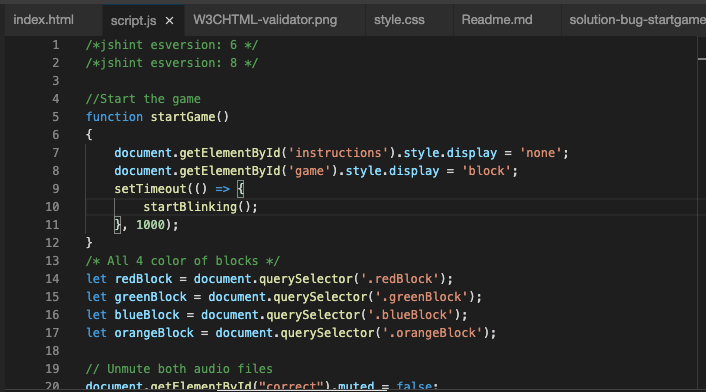 index.html script.js × W3CHTML-validator.png style.css Readme.md solution-bug-startgame
1 /*jshint esversion: 6 */
2 /*jshint esversion: 8 */
3
4 //Start the game
5 function startGame()
6 {
7 document.getElementById('instructions').style.display = 'none';
8 document.getElementById('game').style.display = 'block';
9 setTimeout(() => {
10 startBlinking();
11 }, 1000);
12 }
13 /* All 4 color of blocks */
14 let redBlock = document.querySelector('.redBlock');
15 let greenBlock = document.querySelector('.greenBlock');
16 let blueBlock = document.querySelector('.blueBlock');
17 let orangeBlock = document.querySelector('.orangeBlock');
18
19 // Unmute both audio files
20 document.getElementById("correct").muted = false;